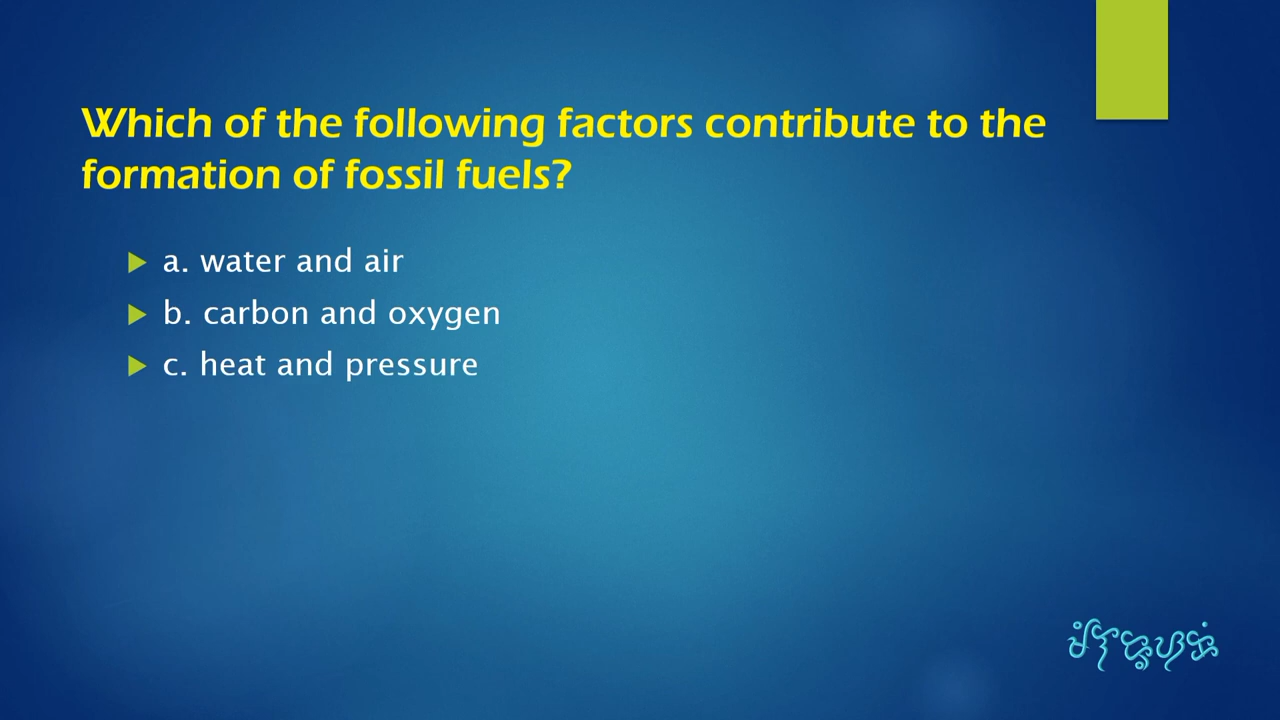 Which of the following factors contribute to the
formation of fossil fuels?
a. water and air
b. carbon and oxygen
c. heat and pressure